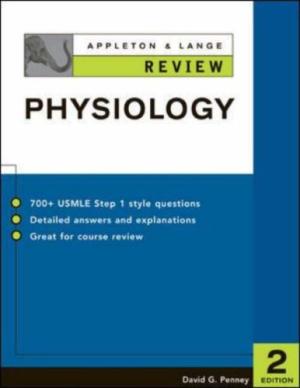 APPLETON & LANGE
REVIEW
PHYSIOLOGY
700+ USMLE Step 1 style questions
Detailed answers and explanations
Great for course review
David G. Penney
2
EDITION